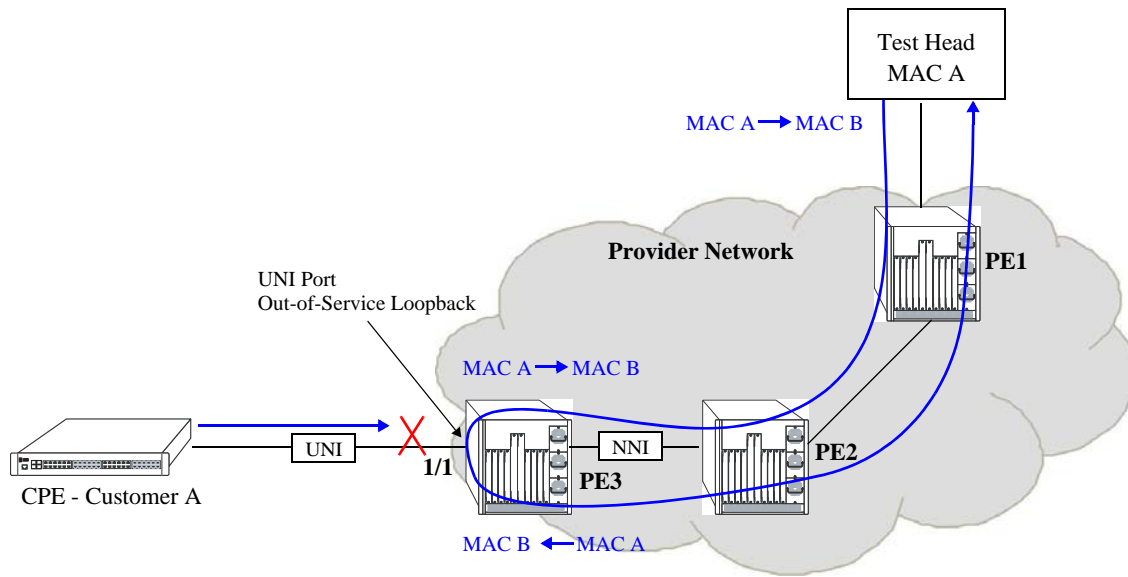 Test Head
MAC A
MAC A MAC B
Provider Network
PE1
UNI Port
Out-of-Service Loopback
MAC A MAC B
UNI
1/1
PE3
NNI
PE2
CPE - Customer A
MAC B MAC A